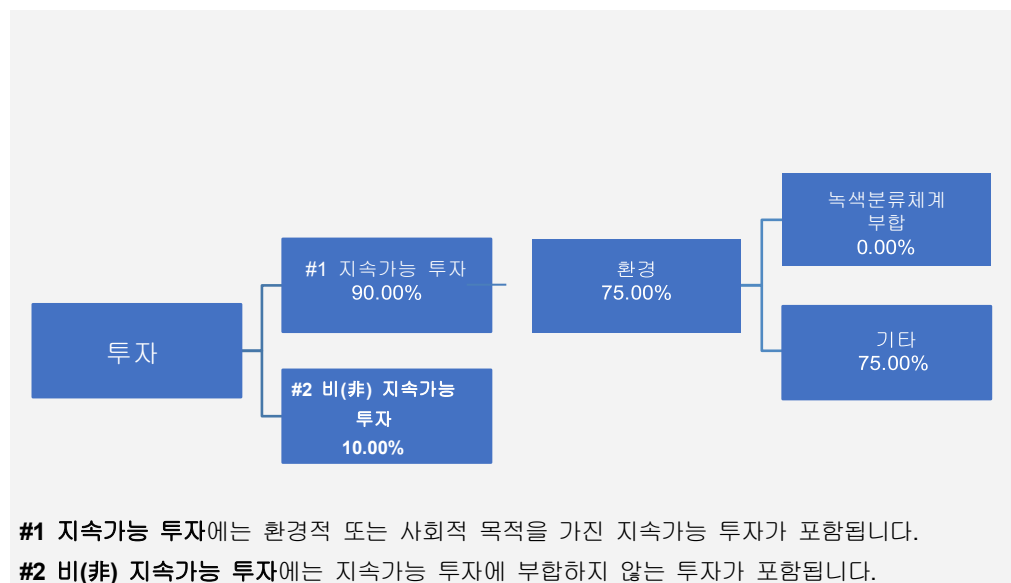 투자
#1 지속가능 투자
90.00%
#2 비(非) 지속가능
투자
10.00%
환경
75.00%
녹색분류체계
부합
0.00%
기타
75.00%
#1 지속가능 투자에는 환경적 또는 사회적 목적을 가진 지속가능 투자가 포함됩니다.
#2 비(非) 지속가능 투자에는 지속가능 투자에 부합하지 않는 투자가 포함됩니다.